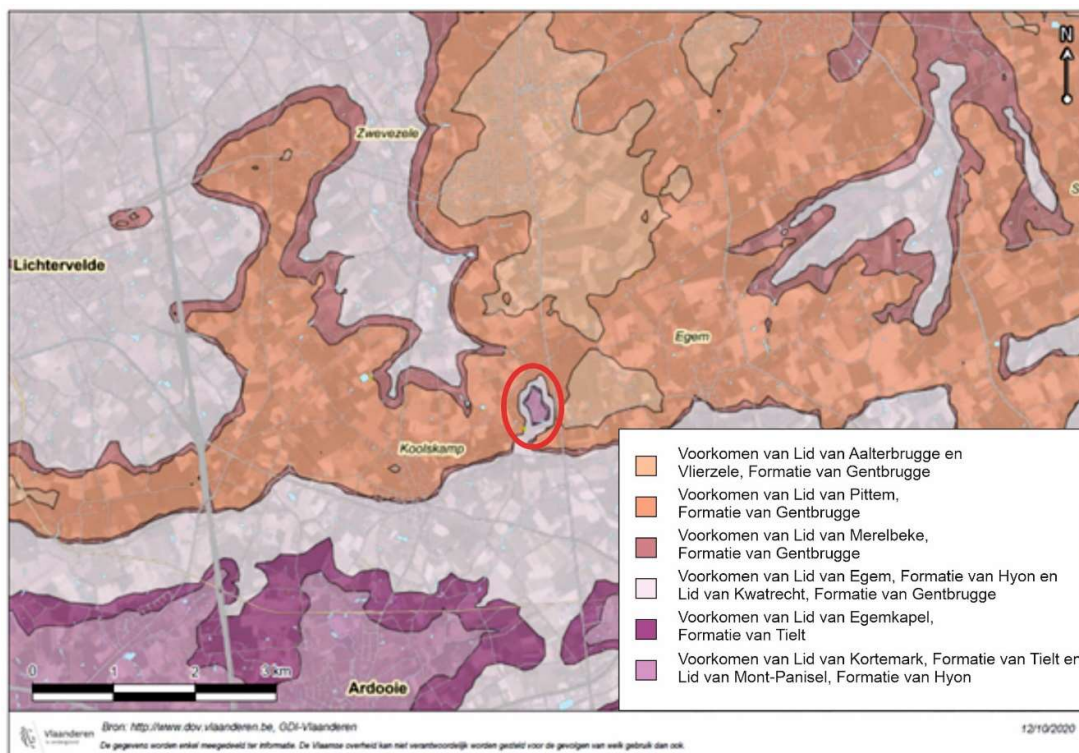 N
Zwevezele
S
Lichtervelde
Egem
Koolskamp
Voorkomen van Lid van Aalterbrugge en
Vlierzele, Formatie van Gentbrugge
Voorkomen van Lid van Pittem,
Formatie van Gentbrugge
Voorkomen van Lid van Merelbeke,
Formatie van Gentbrugge
Voorkomen van Lid van Egem, Formatie van Hyon en
Lid van Kwatrecht, Formatie van Gentbrugge
Voorkomen van Lid van Egemkapel,
Formatie van Tielt
Voorkomen van Lid van Kortemark, Formatie van Tielt en
Lid van Mont-Panisel, Formatie van Hyon
0 1 2 3 km
Ardooie
Vlaanderen
Bron: http://www.dov.vlaanderen.be, GDI-Vlaanderen
12/10/2020
De gegevens worden enkel meegedeeld ter informatie. De Vlaamse overheid kan niet verantwoordelijk worden gesteld voor de gevolgen van welk gebruik dan ook.